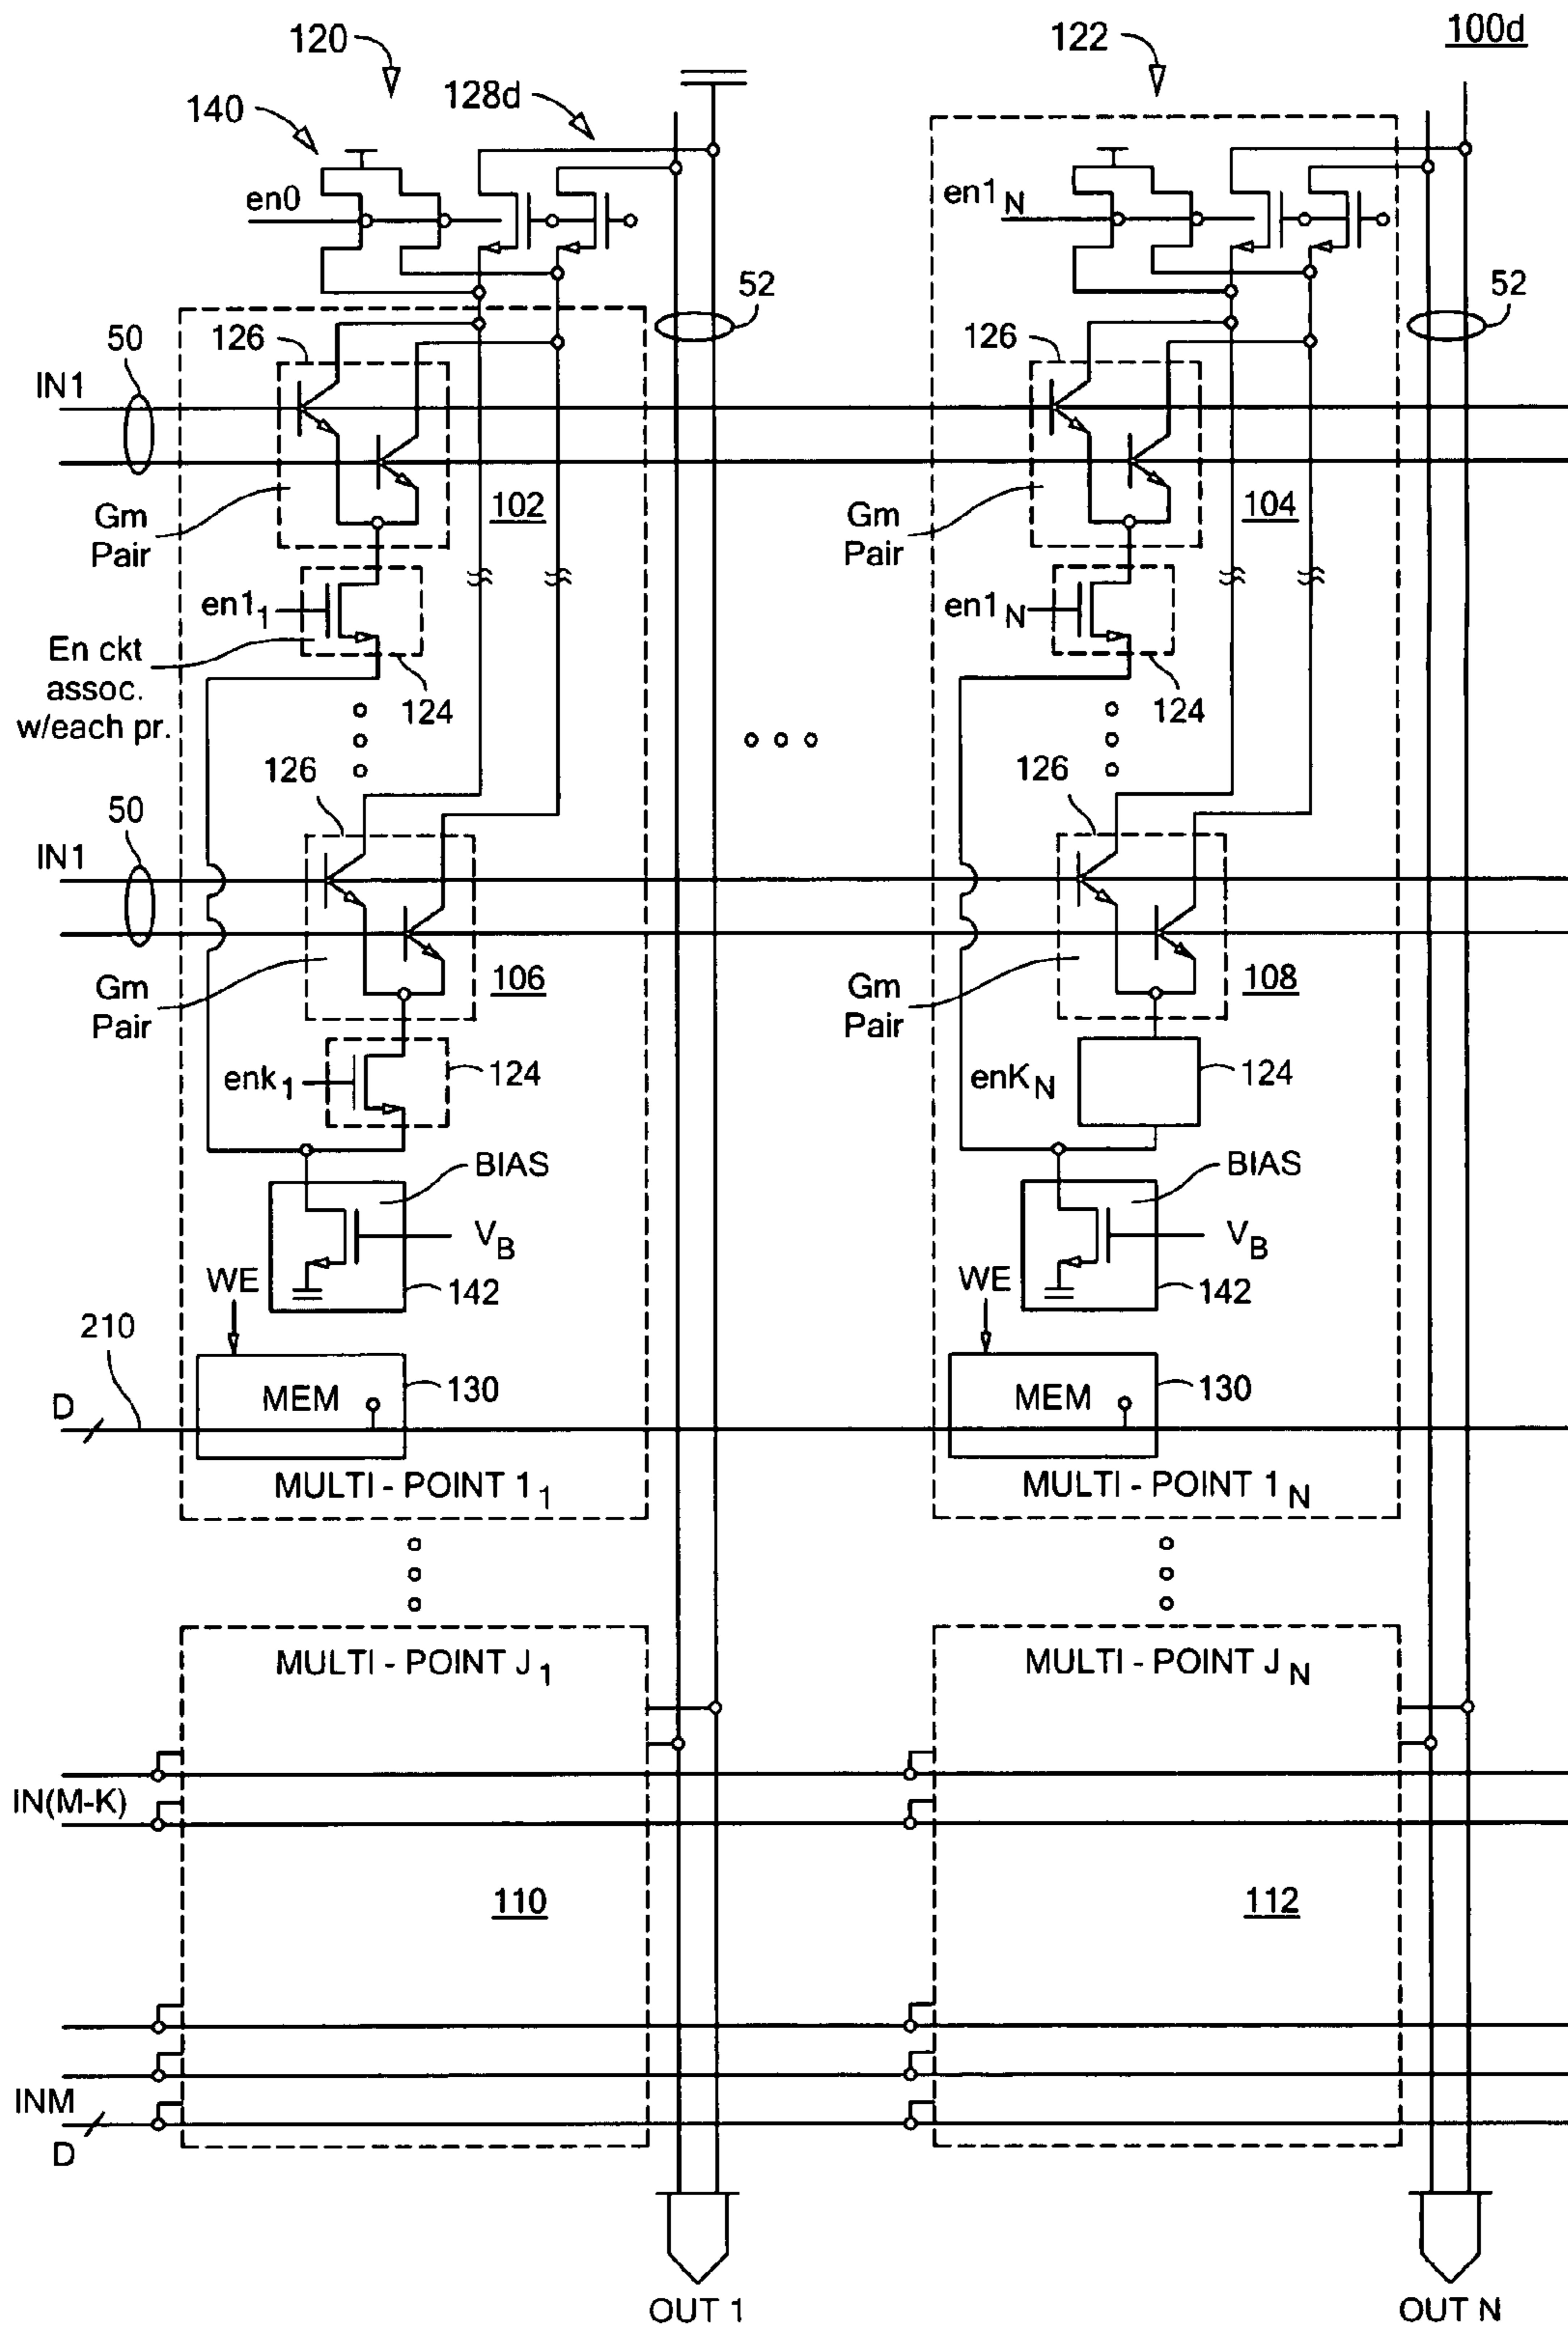 100d
120
122
140
128d
en0
en1N
52
52
50
126
126
IN1
Gm
Pair
102
Gm
Pair
104
en11
en1N
En ckt
assoc.
w/each pr.
124
124
126
126
50
IN1
Gm
Pair
106
Gm
Pair
108
enk1
124
enKN
124
BIAS
BIAS
VB
VB
WE
142
WE
142
210
D
MEM
130
MEM
130
MULTI - POINT 11
MULTI - POINT 1N
MULTI - POINT J1
MULTI - POINT JN
IN(M-K)
110
112
INM
D
OUT 1
OUT N